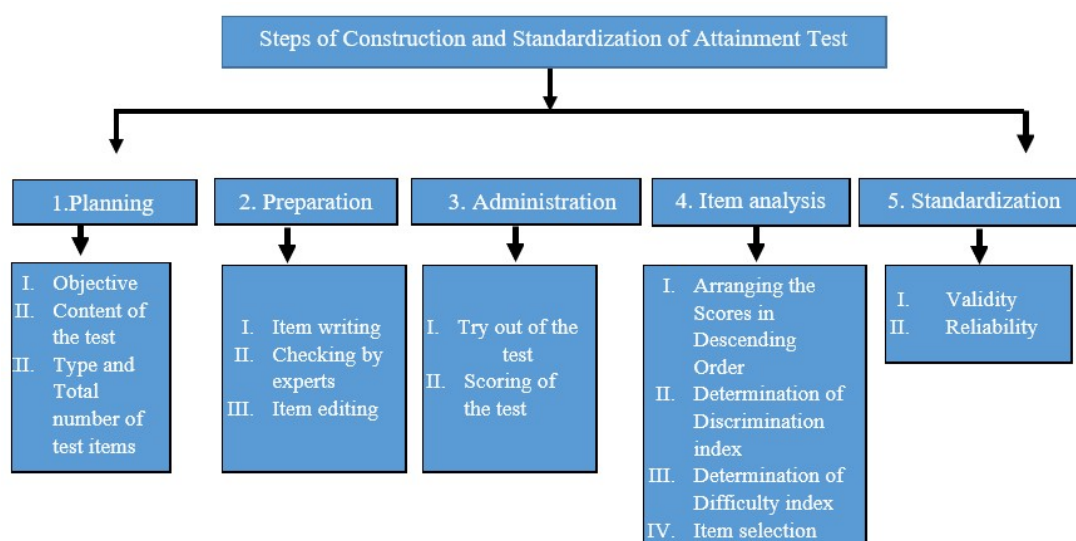 Steps of Construction and Standardization of Attainment Test
1.Planning
I. Objective
II. Content of
the test
II. Type and
Total
number of
test items
2. Preparation
I. Item writing
II. Checking by
experts
III. Item editing
3. Administration
I. Try out of the
test
II. Scoring of
the test
4. Item analysis
I. Arranging the
Scores in
Descending
Order
II. Determination of
Discrimination
index
III. Determination of
Difficulty index
IV. Item selection
5. Standardization
I. Validity
II. Reliability